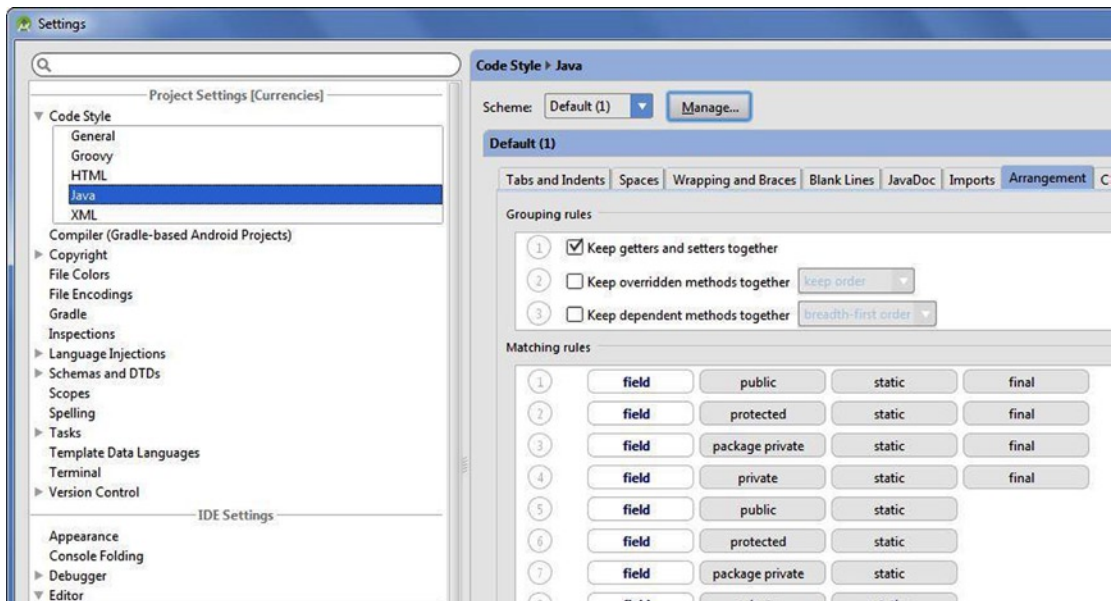 Settings
Project Settings [Currencies]
Code Style
General
Groovy
HTML
Java
XML
Compiler (Gradle-based Android Projects)
Copyright
File Colors
File Encodings
Gradle
Inspections
Language Injections
Schemas and DTDs
Scopes
Spelling
Tasks
Template Data Languages
Terminal
Version Control
IDE Settings
Appearance
Console Folding
Debugger
Editor
Code Style Java
Scheme: Default (1) Manage...
Default (1)
Tabs and Indents Spaces Wrapping and Braces Blank Lines JavaDoc Imports Arrangement
Grouping rules
1 Keep getters and setters together
2 Keep overridden methods together keep order
3 Keep dependent methods together breadth-first order
Matching rules
1 field public static final
2 field protected static final
3 field package private static final
4 field private static final
5 field public static
6 field protected static
7 field package private static